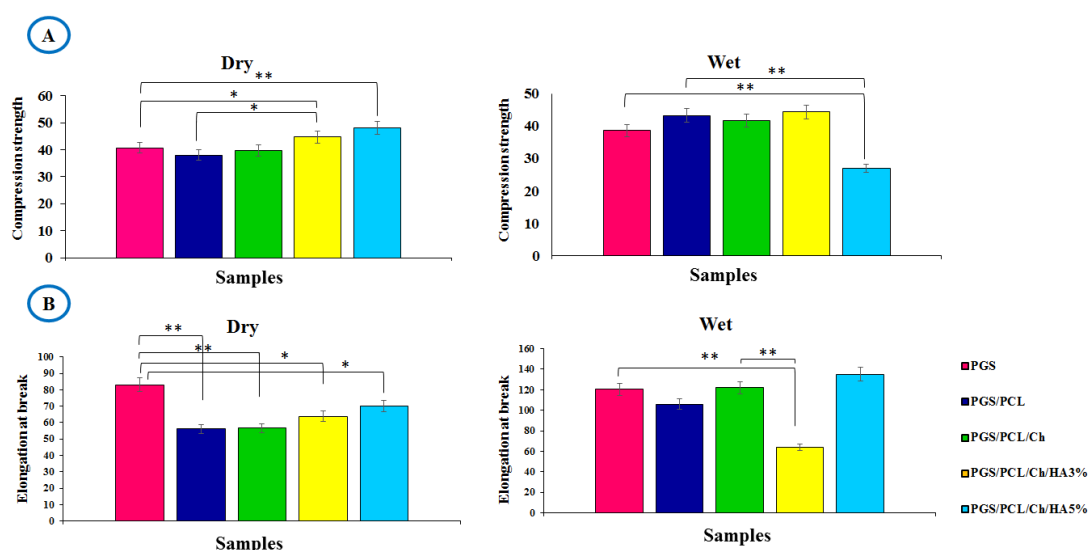 A
Dry
**
*
*
Compression strength
60
50
40
30
20
10
0
Samples
Wet
**
**
Compression strength
50
40
30
20
10
0
Samples
B
Dry
**
**
*
*
Elongation at break
100
90
80
70
60
50
40
30
20
10
0
Samples
Wet
**
**
Elongation at break
160
140
120
100
80
60
40
20
0
Samples
PGS
PGS/PCL
PGS/PCL/Ch
PGS/PCL/Ch/HA3%
PGS/PCL/Ch/HA5%